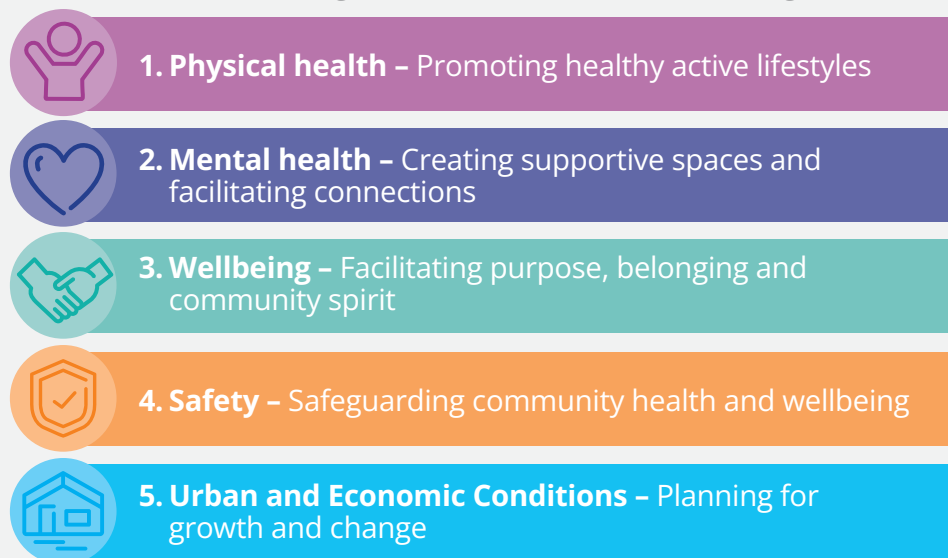 1. Physical health – Promoting healthy active lifestyles
2. Mental health – Creating supportive spaces and
facilitating connections
3. Wellbeing – Facilitating purpose, belonging and
community spirit
4. Safety – Safeguarding community health and wellbeing
5. Urban and Economic Conditions – Planning for
growth and change